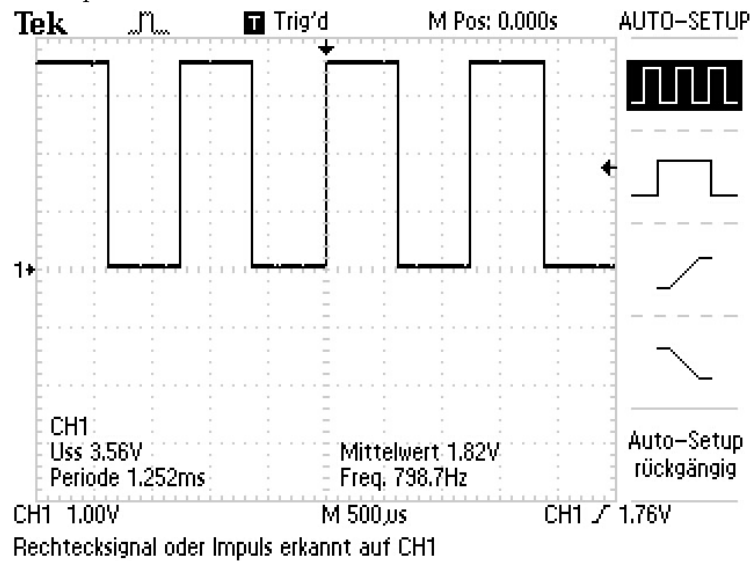 Tek T Trig'd M Pos: 0.000s AUTO-SETUP
1
CH1
Uss 3.56V Mittelwert 1.82V
Periode 1.252ms Freq. 798.7Hz
Auto-Setup
rückgängig
CH1 1.00V M 500µs CH1 1.76V
Rechtecksignal oder Impuls erkannt auf CH1